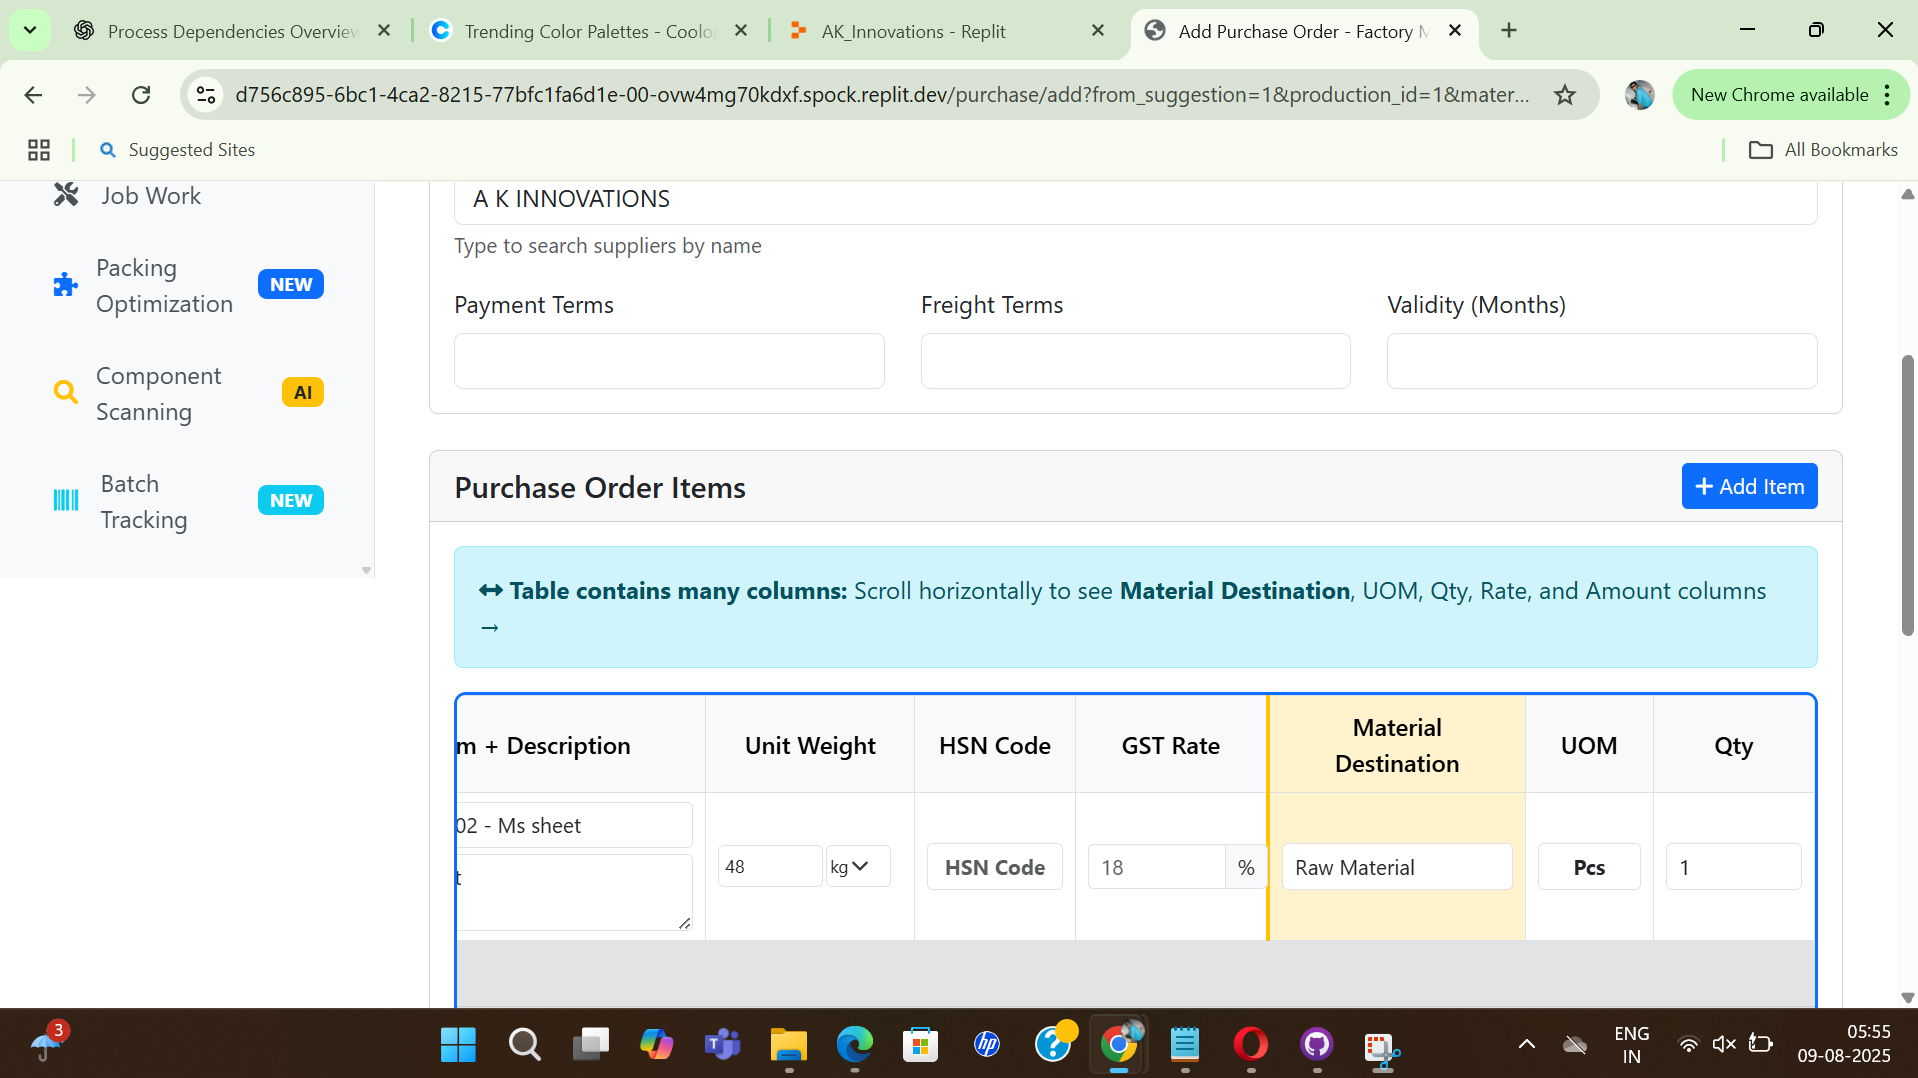 Process Dependencies Overview
Trending Color Palettes - Coolo
AK_Innovations - Replit
Add Purchase Order - Factory M
d756c895-6bc1-4ca2-8215-77bfc1fa6d1e-00-ovw4mg70kdxf.spock.replit.dev/purchase/add?from_suggestion=1&production_id=1&mater...
New Chrome available
Suggested Sites
All Bookmarks
Job Work
Packing
Optimization
NEW
Component
Scanning
AI
Batch
Tracking
NEW
A K INNOVATIONS
Type to search suppliers by name
Payment Terms
Freight Terms
Validity (Months)
Purchase Order Items
+ Add Item
Table contains many columns: Scroll horizontally to see Material Destination, UOM, Qty, Rate, and Amount columns
→
m + Description
Unit Weight
HSN Code
GST Rate
Material
Destination
UOM
Qty
02 - Ms sheet
t
48
kg
HSN Code
18
%
Raw Material
Pcs
1
3
ENG
IN
05:55
09-08-2025